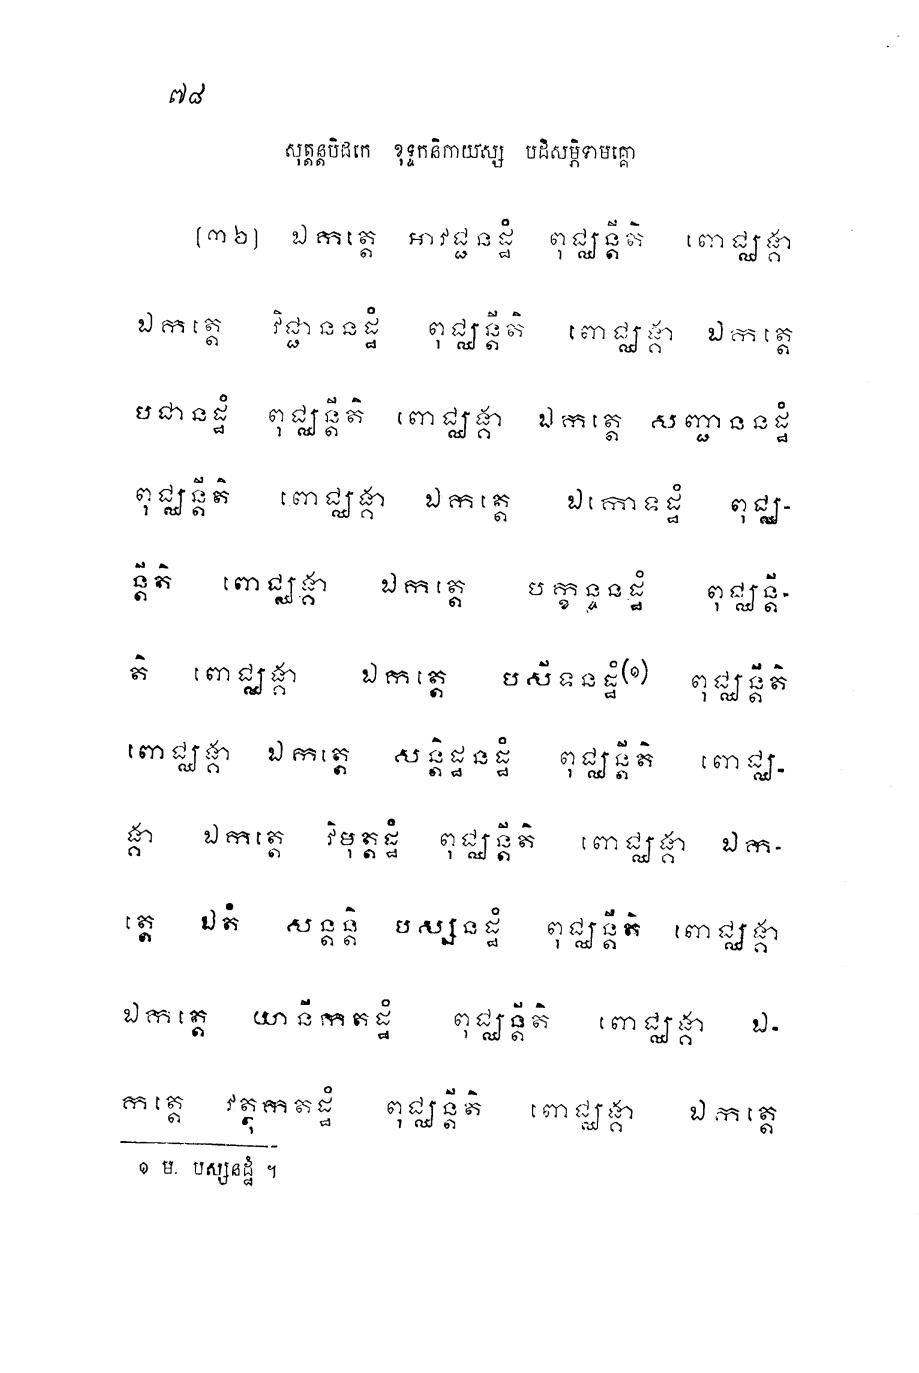 ៧៨
សុត្តន្តបិដកេ ខុទ្ទកនិកាយស្ស បដិសម្ភិទាមគ្គោ
[៣៦] ឯកត្តេ អាវជ្ជនដ្ឋំ ពុជ្ឈន្តីតិ ពោជ្ឈង្គា
ឯកត្តេ វិជ្ជាននដ្ឋំ ពុជ្ឈន្តីតិ ពោជ្ឈង្គា ឯកត្តេ
បជានដ្ឋំ ពុជ្ឈន្តីតិ ពោជ្ឈង្គា ឯកត្តេ សញ្ជាននដ្ឋំ
ពុជ្ឈន្តីតិ ពោជ្ឈង្គា ឯកត្តេ ឯកោទដ្ឋំ ពុជ្ឈ-
ន្តីតិ ពោជ្ឈង្គា ឯកត្តេ បក្ខន្ទនដ្ឋំ ពុជ្ឈន្តី-
តិ ពោជ្ឈង្គា ឯកត្តេ បសីទនដ្ឋំ(១) ពុជ្ឈន្តីតិ
ពោជ្ឈង្គា ឯកត្តេ សន្តិដ្ឋនដ្ឋំ ពុជ្ឈន្តីតិ ពោជ្ឈ-
ង្គា ឯកត្តេ វិមុត្តដ្ឋំ ពុជ្ឈន្តីតិ ពោជ្ឈង្គា ឯក-
ត្តេ ឯតំ សន្តន្តិ បស្សនដ្ឋំ ពុជ្ឈន្តីតិ ពោជ្ឈង្គា
ឯកត្តេ យានីកតដ្ឋំ ពុជ្ឈន្តីតិ ពោជ្ឈង្គា ឯ-
កត្តេ វត្ថុកតដ្ឋំ ពុជ្ឈន្តីតិ ពោជ្ឈង្គា ឯកត្តេ
១ ម. បស្សនដ្ឋំ ។